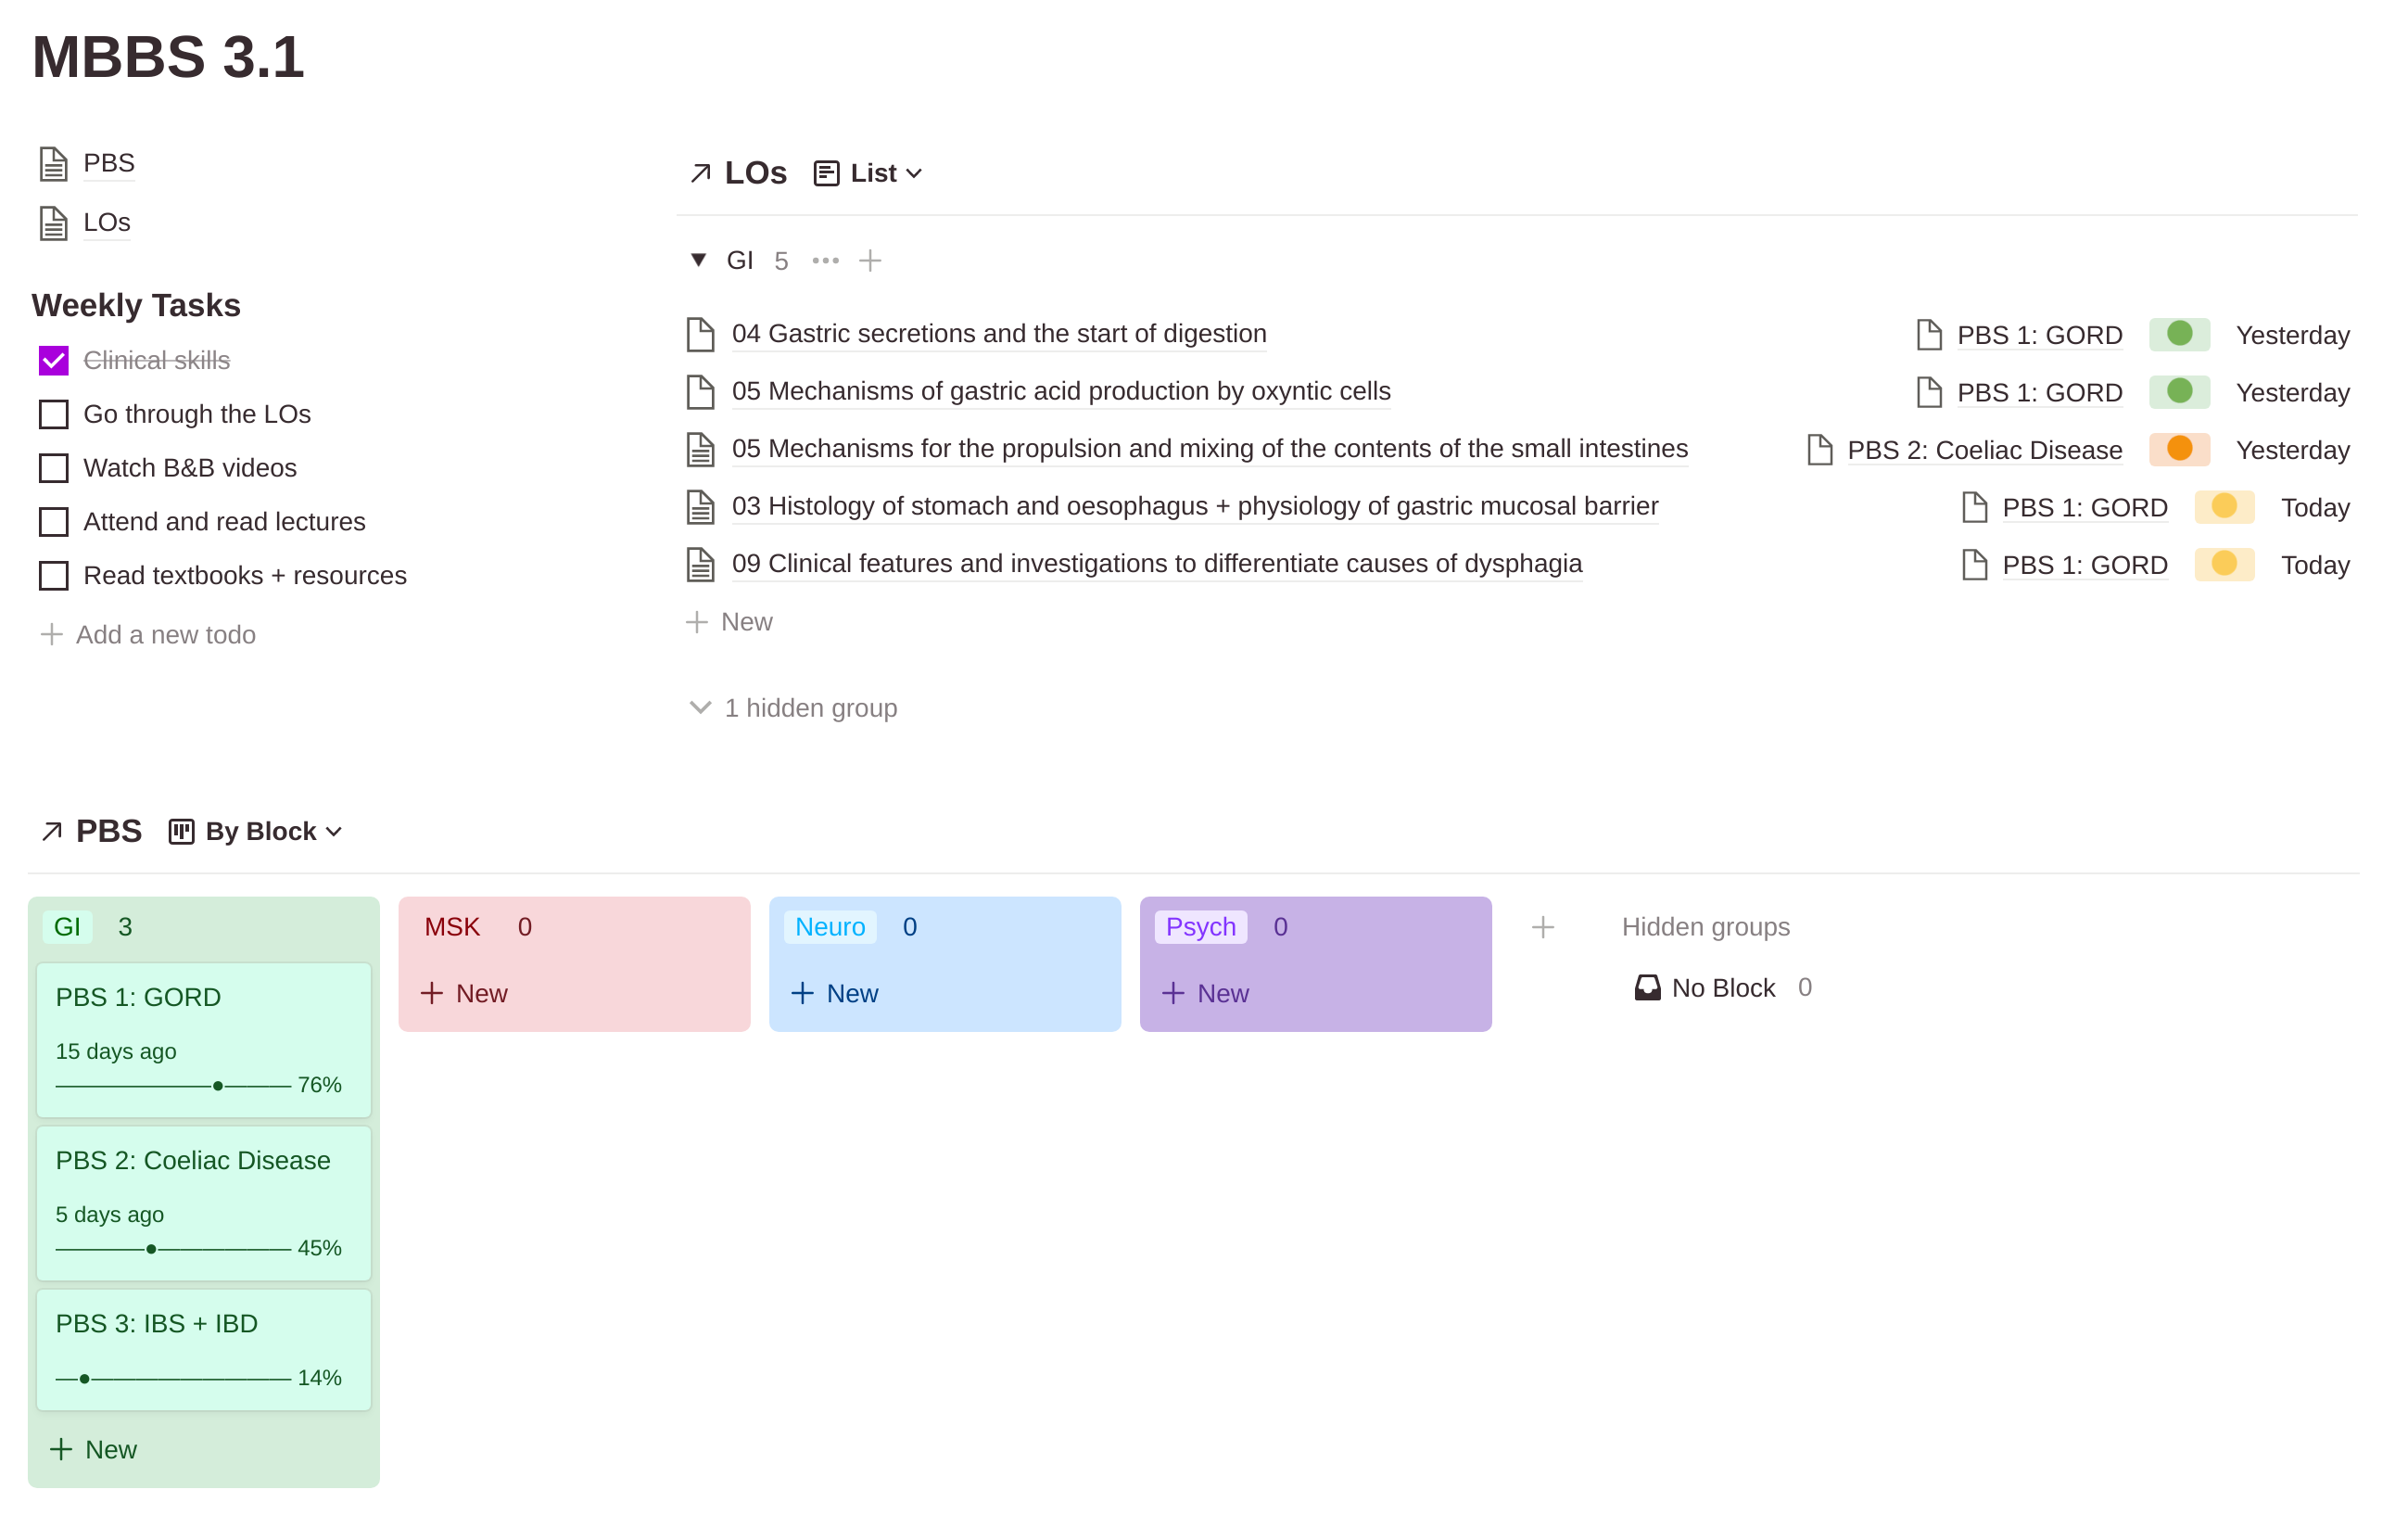 MBBS 3.1
PBS
LOs
Weekly Tasks
Clinical skills
Go through the LOs
Watch B&B videos
Attend and read lectures
Read textbooks + resources
Add a new todo
LOs List
GI 5
04 Gastric secretions and the start of digestion PBS 1: GORD Yesterday
05 Mechanisms of gastric acid production by oxyntic cells PBS 1: GORD Yesterday
05 Mechanisms for the propulsion and mixing of the contents of the small intestines PBS 2: Coeliac Disease Yesterday
03 Histology of stomach and oesophagus + physiology of gastric mucosal barrier PBS 1: GORD Today
09 Clinical features and investigations to differentiate causes of dysphagia PBS 1: GORD Today
New
1 hidden group
PBS By Block
GI 3
PBS 1: GORD
15 days ago
76%
PBS 2: Coeliac Disease
5 days ago
45%
PBS 3: IBS + IBD
14%
New
MSK 0
New
Neuro 0
New
Psych 0
New
Hidden groups
No Block 0